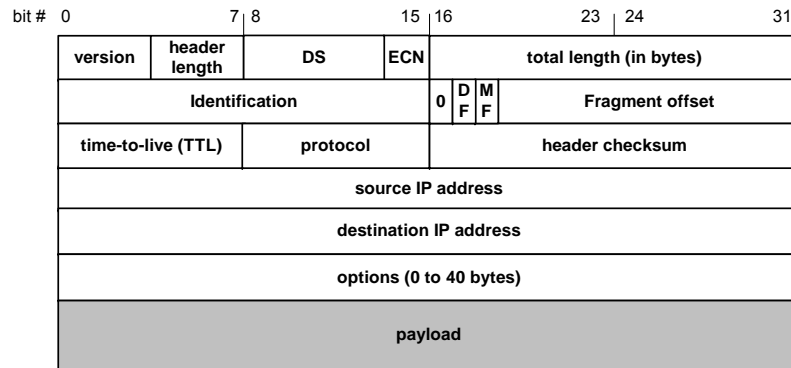 bit # 0 7 8 15 16 23 24 31
version header length DS ECN total length (in bytes)
Identification 0 DF MF Fragment offset
time-to-live (TTL) protocol header checksum
source IP address
destination IP address
options (0 to 40 bytes)
payload